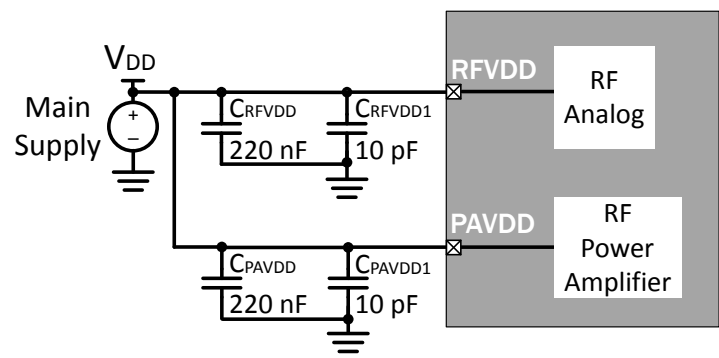 VDD
Main
Supply
+
–
CRFVDD
220 nF
CRFVDD1
10 pF
RFVDD
RF
Analog
CPAVDD
220 nF
CPAVDD1
10 pF
PAVDD
RF
Power
Amplifier